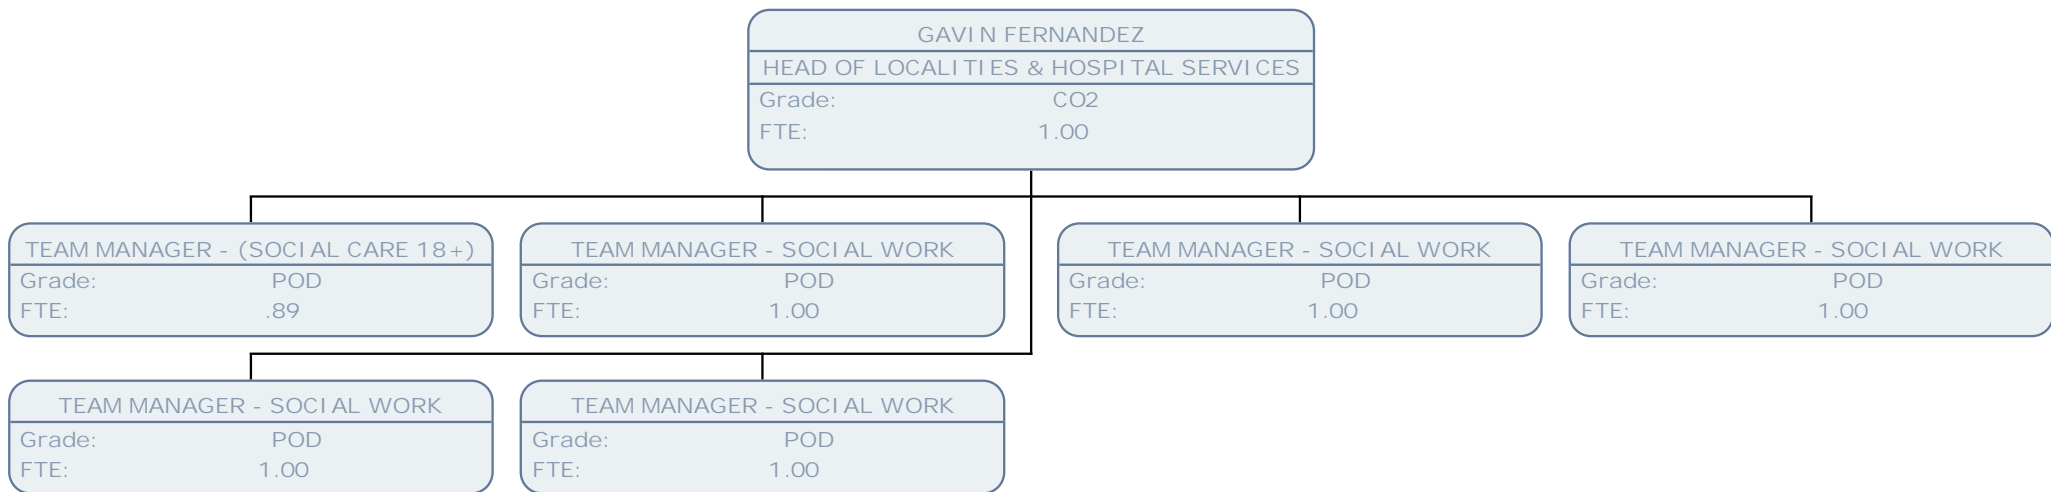 GAVIN FERNANDEZ
HEAD OF LOCALITIES & HOSPITAL SERVICES
Grade: CO2
FTE: 1.00
TEAM MANAGER - (SOCIAL CARE 18+)
Grade: POD
FTE: .89
TEAM MANAGER - SOCIAL WORK
Grade: POD
FTE: 1.00
TEAM MANAGER - SOCIAL WORK
Grade: POD
FTE: 1.00
TEAM MANAGER - SOCIAL WORK
Grade: POD
FTE: 1.00
TEAM MANAGER - SOCIAL WORK
Grade: POD
FTE: 1.00
TEAM MANAGER - SOCIAL WORK
Grade: POD
FTE: 1.00